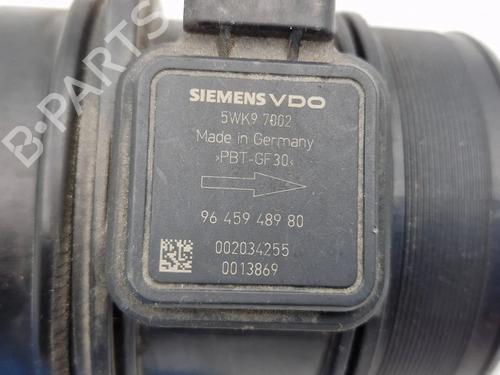 B-PARTS
SIEMENS VDO
5WK9 7002
Made in Germany
>PBT-GF30<
96 459 489 80
002034255
0013869